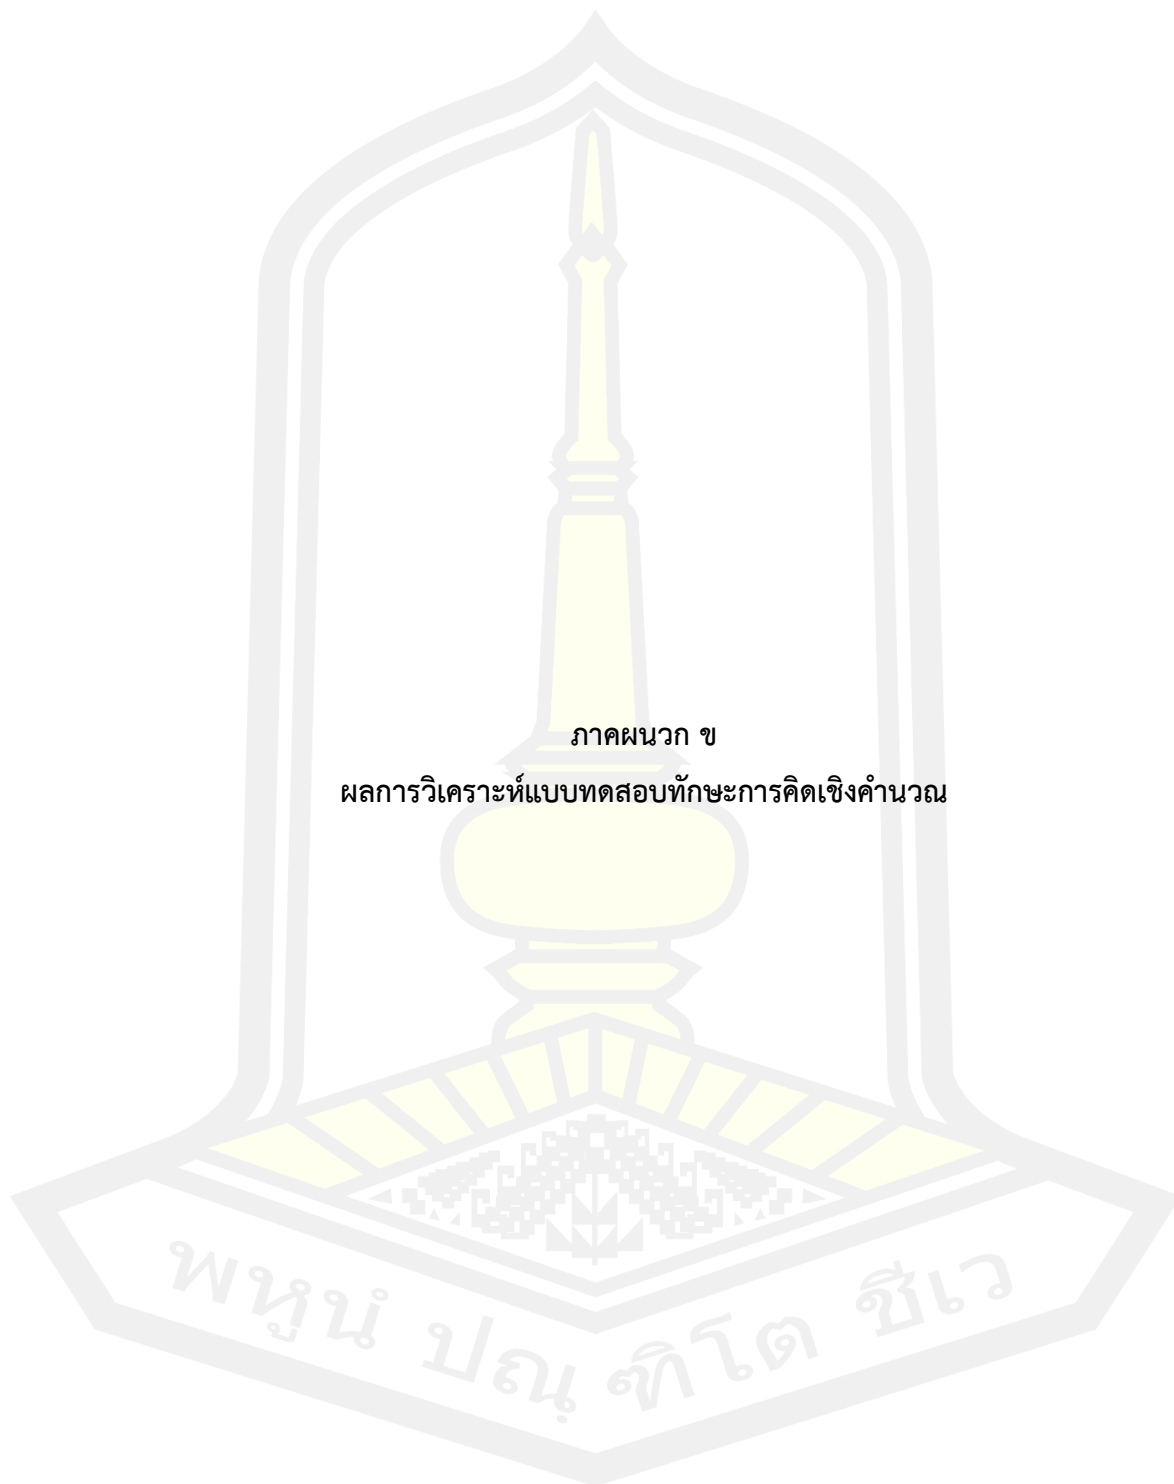 ภาคผนวก ข
ผลการวิเคราะห์แบบทดสอบทักษะการคิดเชิงคำนวณ
พหูนํ ปณฺฑิโต ชีเว